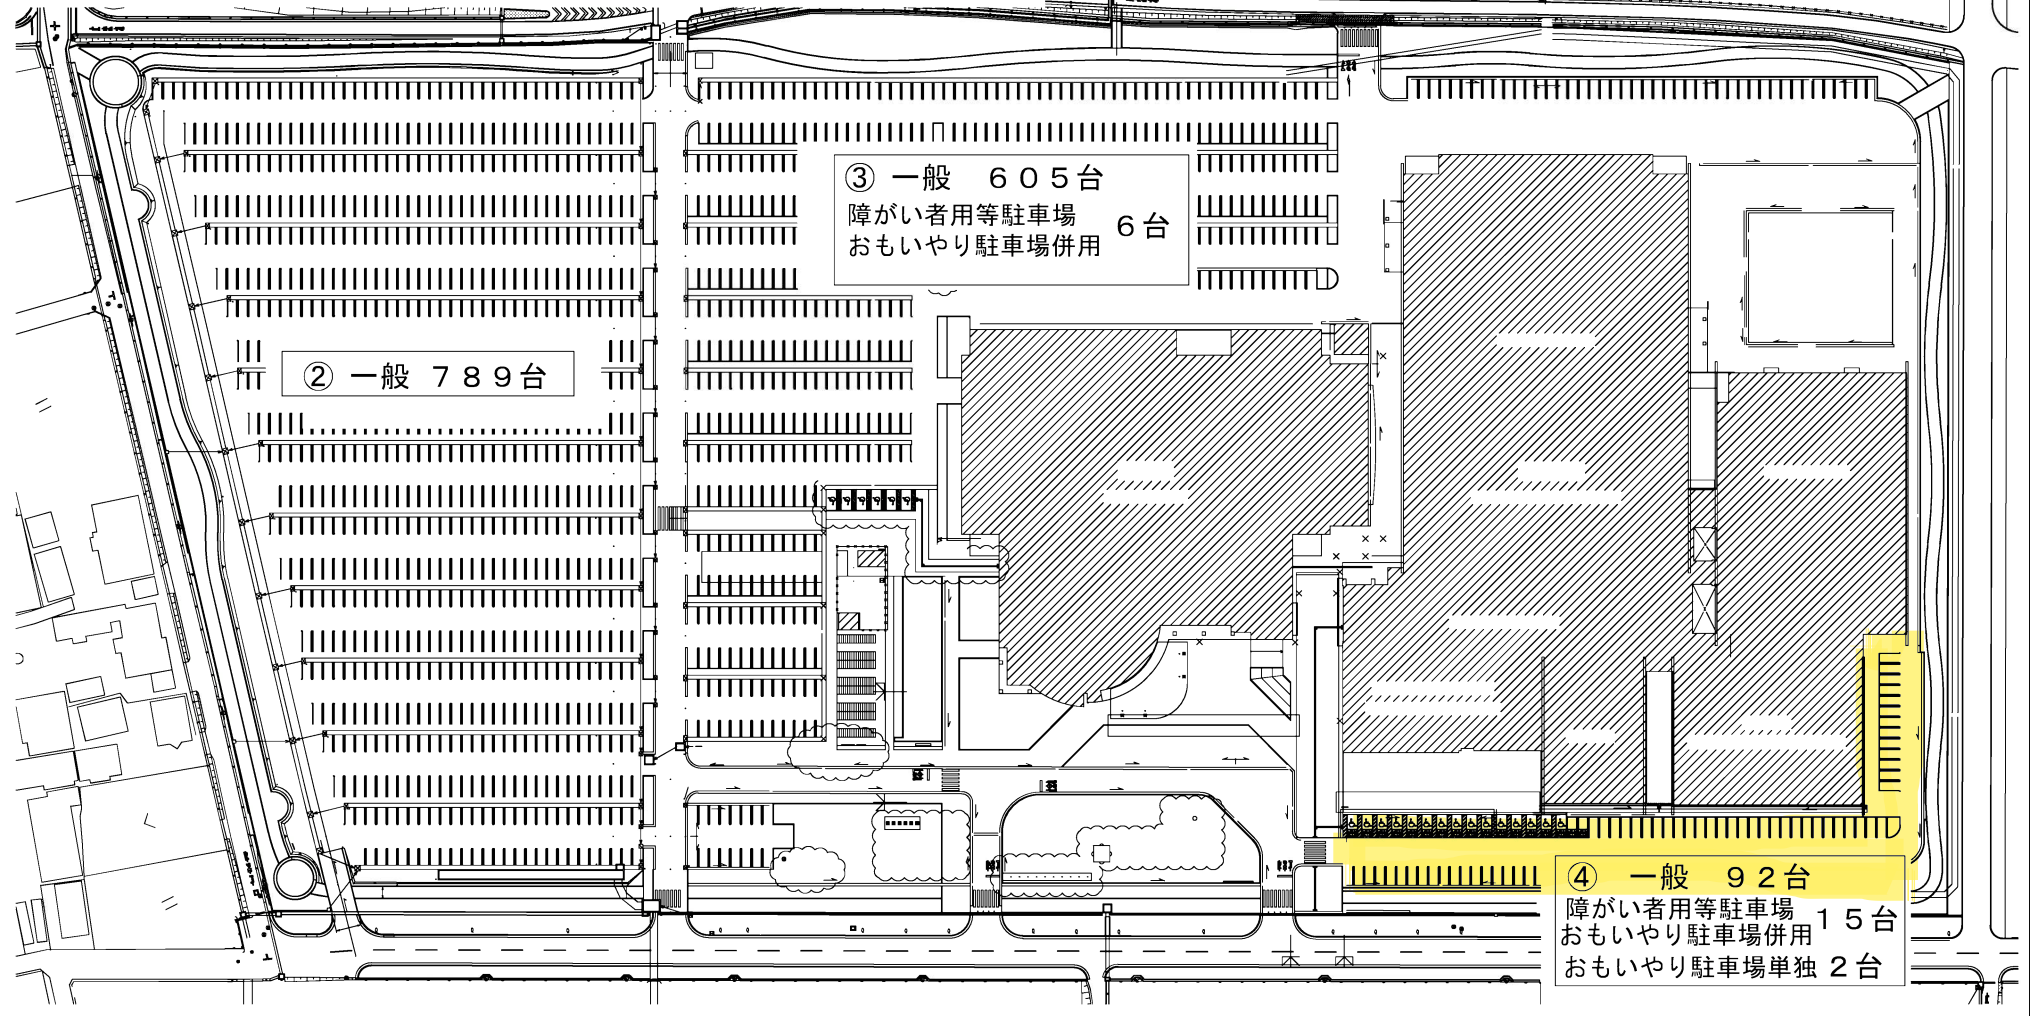 ③ 一般　６０５台
障がい者用等駐車場
おもいやり駐車場併用
６台
② 一般 ７８９台
④　一般　９２台
障がい者用等駐車場
おもいやり駐車場併用
１５台
おもいやり駐車場単独 ２台